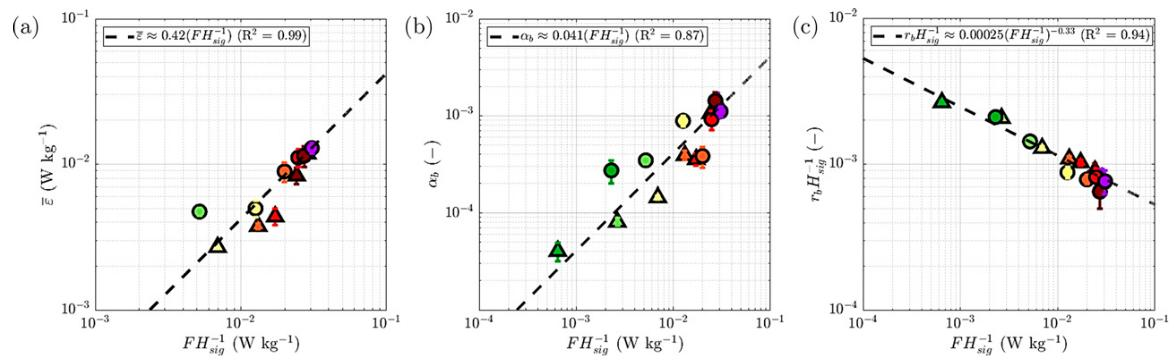 (a)
ε̅ ≈ 0.42(FH_sig^-1) (R² = 0.99)
10^-1
10^-2
10^-3
ε̅ (W kg^-1)
10^-3 10^-2 10^-1
FH_sig^-1 (W kg^-1)
(b)
α_b ≈ 0.041(FH_sig^-1) (R² = 0.87)
10^-2
10^-3
10^-4
α_b (−)
10^-4 10^-3 10^-2 10^-1
FH_sig^-1 (W kg^-1)
(c)
r_b H_sig^-1 ≈ 0.00025(FH_sig^-1)^-0.33 (R² = 0.94)
10^-2
10^-3
10^-4
r_b H_sig^-1 (−)
10^-4 10^-3 10^-2 10^-1
FH_sig^-1 (W kg^-1)